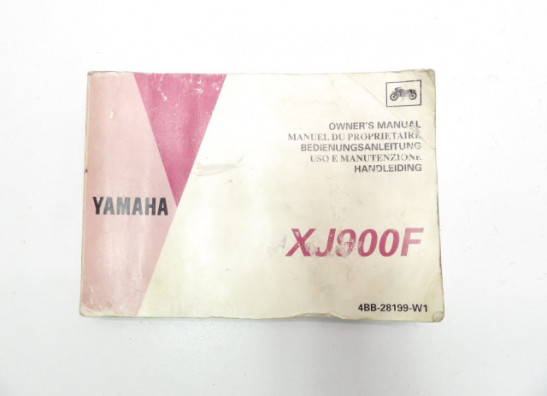 OWNER'S MANUAL
MANUEL DU PROPRIETAIRE
BEDIENUNGSANLEITUNG
USO E MANUTENZIONE
HANDLEIDING
YAMAHA
XJ900F
4BB-28199-W1